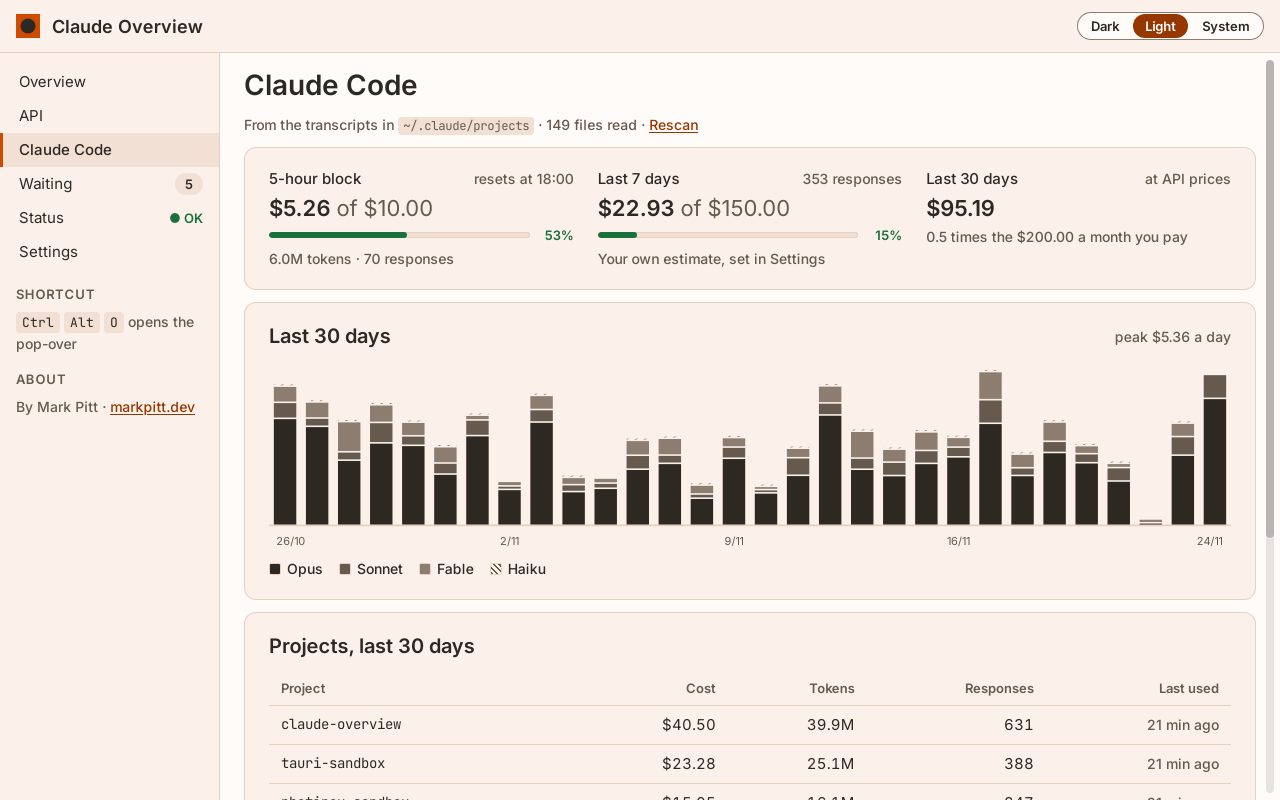 Claude Overview
Dark Light System
Overview
API
Claude Code
Waiting 5
Status OK
Settings
SHORTCUT
Ctrl Alt O opens the
pop-over
ABOUT
By Mark Pitt · markpitt.dev
Claude Code
From the transcripts in ~/.claude/projects · 149 files read · Rescan
5-hour block resets at 18:00
$5.26 of $10.00
53%
6.0M tokens · 70 responses
Last 7 days 353 responses
$22.93 of $150.00
15%
Your own estimate, set in Settings
Last 30 days at API prices
$95.19
0.5 times the $200.00 a month you pay
Last 30 days peak $5.36 a day
26/10 2/11 9/11 16/11 24/11
Opus Sonnet Fable Haiku
Projects, last 30 days
Project Cost Tokens Responses Last used
claude-overview $40.50 39.9M 631 21 min ago
tauri-sandbox $23.28 25.1M 388 21 min ago